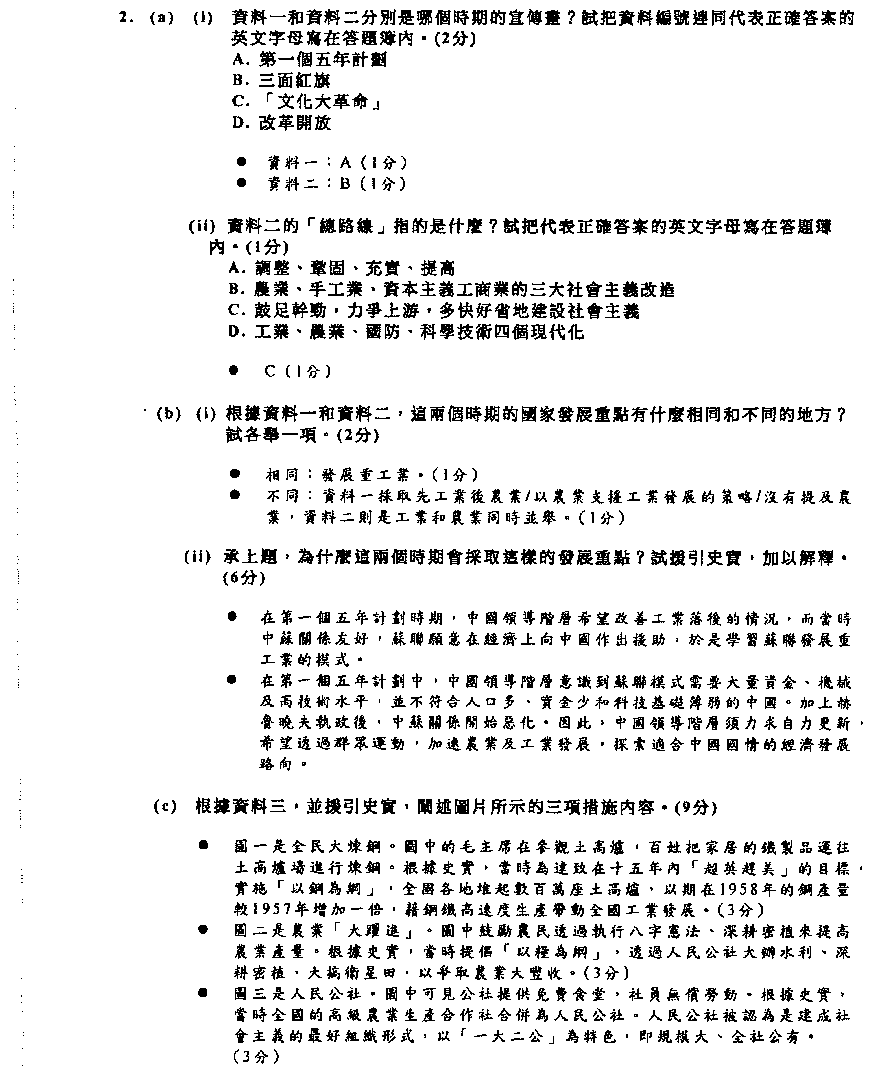 2. (a) (i) 資料一和資料二分別是哪個時期的宣傳畫？試把資料編號連同代表正確答案的
英文字母寫在答題簿內。(2分)
A. 第一個五年計劃
B. 三面紅旗
C. 「文化大革命」
D. 改革開放
● 資料一：A (1分)
● 資料二：B (1分)
(ii) 資料二的「總路線」指的是什麼？試把代表正確答案的英文字母寫在答題簿
內。(1分)
A. 調整、鞏固、充實、提高
B. 農業、手工業、資本主義工商業的三大社會主義改造
C. 鼓足幹勁，力爭上游，多快好省地建設社會主義
D. 工業、農業、國防、科學技術四個現代化
● C (1分)
(b) (i) 根據資料一和資料二，這兩個時期的國家發展重點有什麼相同和不同的地方？
試各舉一項。(2分)
● 相同：發展重工業。(1分)
● 不同：資料一採取先工業後農業/以農業支援工業發展的策略/沒有提及農
業，資料二則是工業和農業同時並舉。(1分)
(ii) 承上題，為什麼這兩個時期會採取這樣的發展重點？試援引史實，加以解釋。
(6分)
● 在第一個五年計劃時期，中國領導階層希望改善工業落後的情況，而當時
中蘇關係友好，蘇聯願意在經濟上向中國作出援助，於是學習蘇聯發展重
工業的模式。
● 在第一個五年計劃中，中國領導階層意識到蘇聯模式需要大量資金、機械
及高技術水平，並不符合人口多、資金少和科技基礎薄弱的中國。加上赫
魯曉夫執政後，中蘇關係開始惡化。因此，中國領導階層須力求自力更新，
希望透過群眾運動，加速農業及工業發展，探索適合中國國情的經濟發展
路向。
(c) 根據資料三，並援引史實，闡述圖片所示的三項措施內容。(9分)
● 圖一是全民大煉鋼。圖中的毛主席在參觀土高爐，百姓把家居的鐵製品運往
土高爐場進行煉鋼。根據史實，當時為達致在十五年內「超英趕美」的目標，
實施「以鋼為綱」，全國各地堆起數百萬座土高爐，以期在1958年的鋼產量
較1957年增加一倍，藉鋼鐵高速度生產帶動全國工業發展。(3分)
● 圖二是農業「大躍進」。圖中鼓勵農民透過執行八字憲法、深耕密植來提高
農業產量。根據史實，當時提倡「以糧為綱」，透過人民公社大辦水利、深
耕密植、大搞衛星田，以爭取農業大豐收。(3分)
● 圖三是人民公社。圖中可見公社提供免費食堂，社員無償勞動。根據史實，
當時全國的高級農業生產合作社合併為人民公社。人民公社被認為是建成社
會主義的最好組織形式，以「一大二公」為特色，即規模大、全社公有。
(3分)